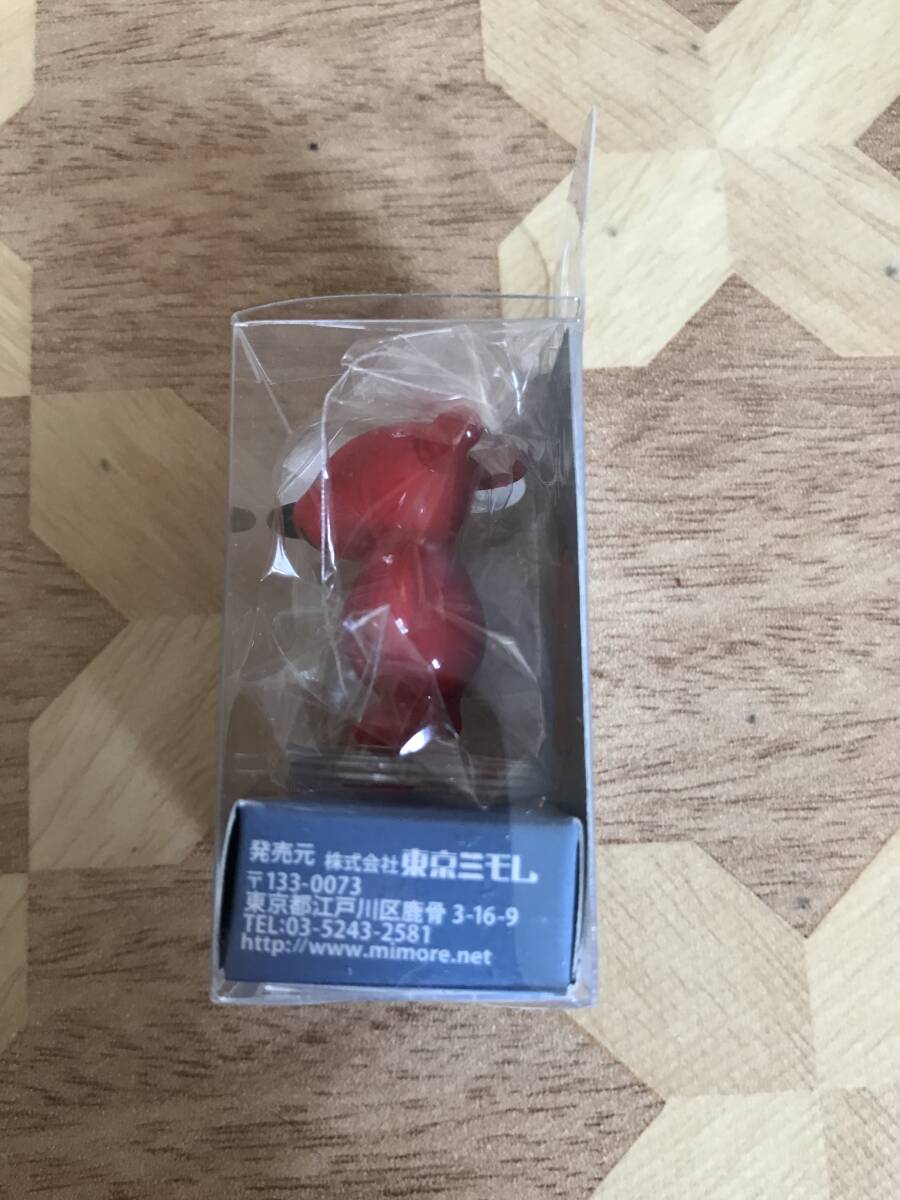 発売元 株式会社東京ミモレ
〒133-0073
東京都江戸川区鹿骨 3-16-9
TEL:03-5243-2581
http://www.mimore.net